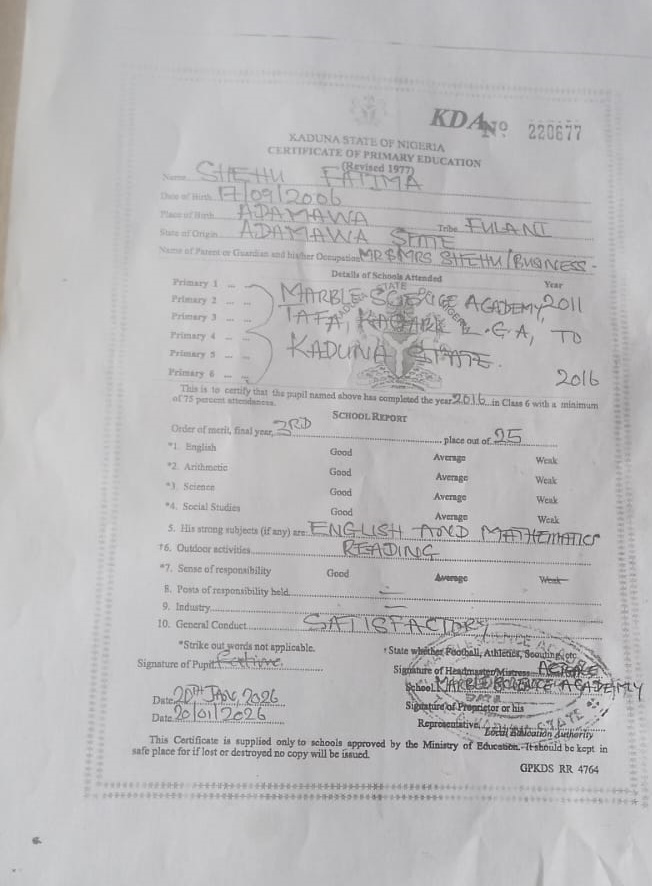 KDA No 220677
KADUNA STATE OF NIGERIA
CERTIFICATE OF PRIMARY EDUCATION
(Revised 1977)
Name SHEHU FATIMA
Date of Birth 17/09/2006
Place of Birth ADAMAWA Tribe FULANI
State of Origin ADAMAWA STATE
Name of Parent or Guardian and his/her Occupation MR & MRS SHEHU/BUSINESS.
Details of Schools Attended Year
Primary 1 ... ...
Primary 2 ... ... MARBLE SCIENCE ACADEMY, 2011
Primary 3 ... ... TAFA, KAGARKO L.G.A, TO
Primary 4 ... ... KADUNA STATE.
Primary 5 ... ...
Primary 6 ... ... 2016
This is to certify that the pupil named above has completed the year 2016 in Class 6 with a minimum
of 75 percent attendances.
SCHOOL REPORT
Order of merit, final year, 3RD place out of 25
*1. English Good Average Weak
*2. Arithmetic Good Average Weak
*3. Science Good Average Weak
*4. Social Studies Good Average Weak
5. His strong subjects (if any) are ENGLISH AND MATHEMATICS
†6. Outdoor activities READING
*7. Sense of responsibility Good Average Weak
8. Posts of responsibility held —
9. Industry —
10. General Conduct SATISFACTORY
*Strike out words not applicable. † State whether Football, Athletics, Scouting, etc.
Signature of Pupil Fatima Signature of Headmaster/Mistress
School MARBLE SCIENCE ACADEMY
Date 20TH JAN, 2026 Signature of Proprietor or his
Date 20/01/2026 Representative
Local Education Authority
This Certificate is supplied only to schools approved by the Ministry of Education. It should be kept in
safe place for if lost or destroyed no copy will be issued.
GPKDS RR 4764